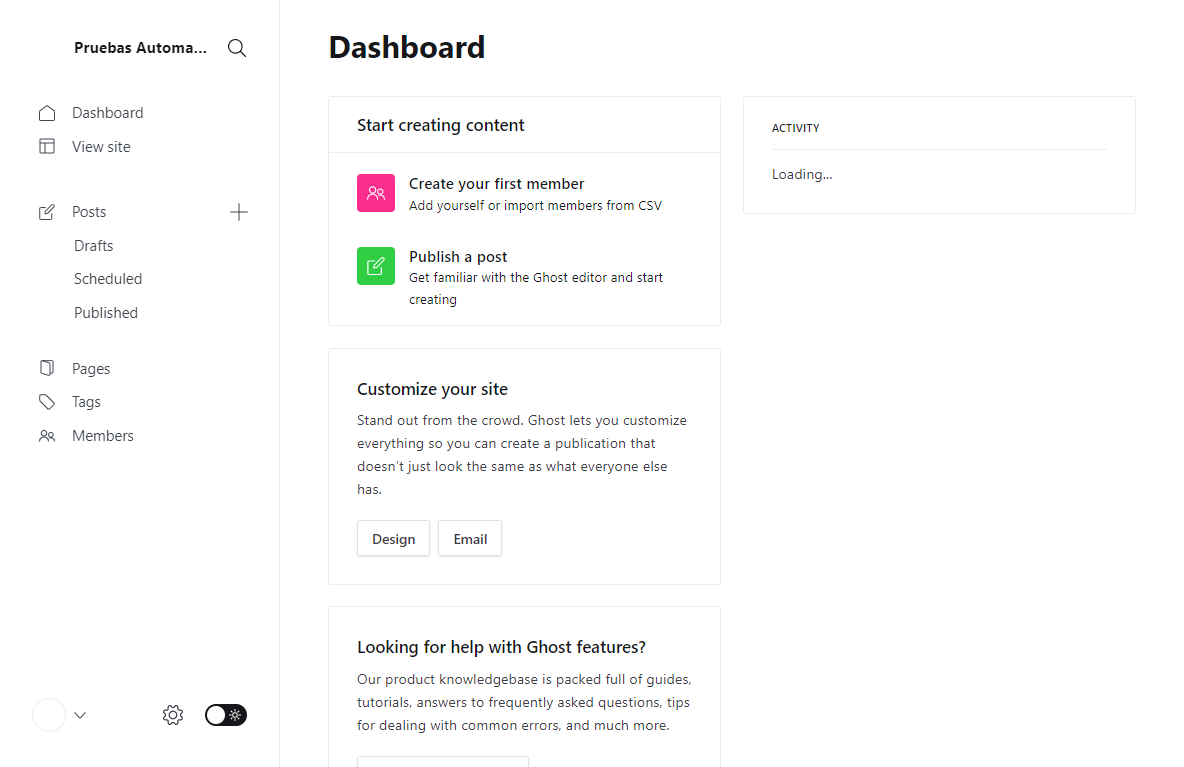 Pruebas Automa...
Dashboard
View site
Posts
Drafts
Scheduled
Published
Pages
Tags
Members
Dashboard
Start creating content
Create your first member
Add yourself or import members from CSV
Publish a post
Get familiar with the Ghost editor and start
creating
Customize your site
Stand out from the crowd. Ghost lets you customize
everything so you can create a publication that
doesn’t just look the same as what everyone else
has.
Design
Email
Looking for help with Ghost features?
Our product knowledgebase is packed full of guides,
tutorials, answers to frequently asked questions, tips
for dealing with common errors, and much more.
ACTIVITY
Loading...